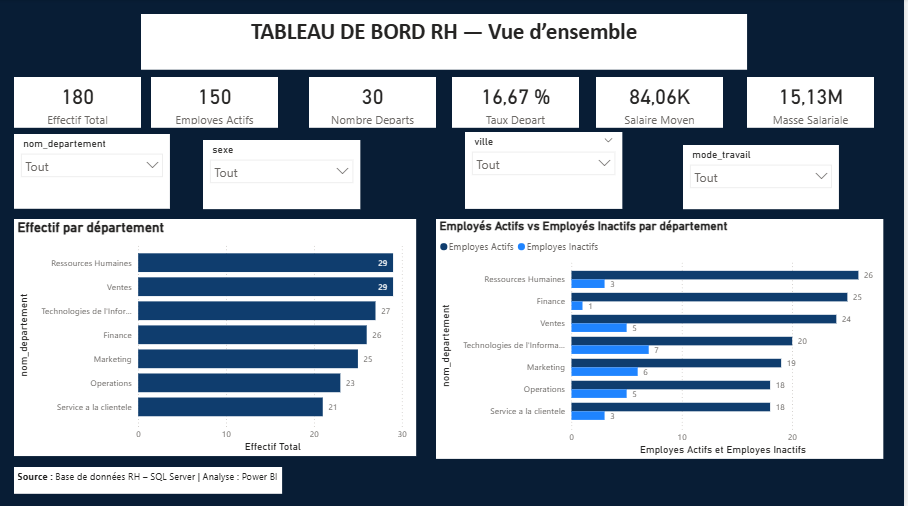 TABLEAU DE BORD RH — Vue d’ensemble
180
Effectif Total
150
Employes Actifs
30
Nombre Departs
16,67 %
Taux Depart
84,06K
Salaire Moyen
15,13M
Masse Salariale
nom_departement
Tout
sexe
Tout
ville
Tout
mode_travail
Tout
Effectif par département
nom_departement
Ressources Humaines 29
Ventes 29
Technologies de l'Infor... 27
Finance 26
Marketing 25
Operations 23
Service a la clientele 21
0 10 20 30
Effectif Total
Employés Actifs vs Employés Inactifs par département
Employes Actifs Employes Inactifs
nom_departement
Ressources Humaines 26
3
Finance 25
1
Ventes 24
5
Technologies de l'Informa... 20
7
Marketing 19
6
Operations 18
5
Service a la clientele 18
3
0 10 20
Employes Actifs et Employes Inactifs
Source : Base de données RH – SQL Server | Analyse : Power BI